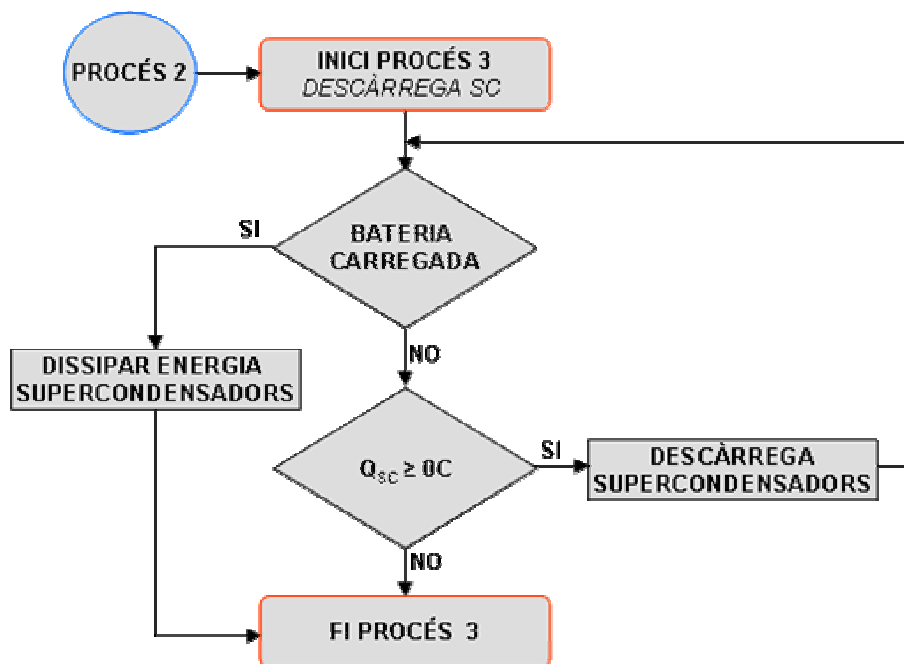 PROCÉS 2
INICI PROCÉS 3
DESCÀRREGA SC
SI
BATERIA
CARREGADA
NO
DISSIPAR ENERGIA
SUPERCONDENSADORS
Q_SC ≥ 0C
SI
DESCÀRREGA
SUPERCONDENSADORS
NO
FI PROCÉS 3